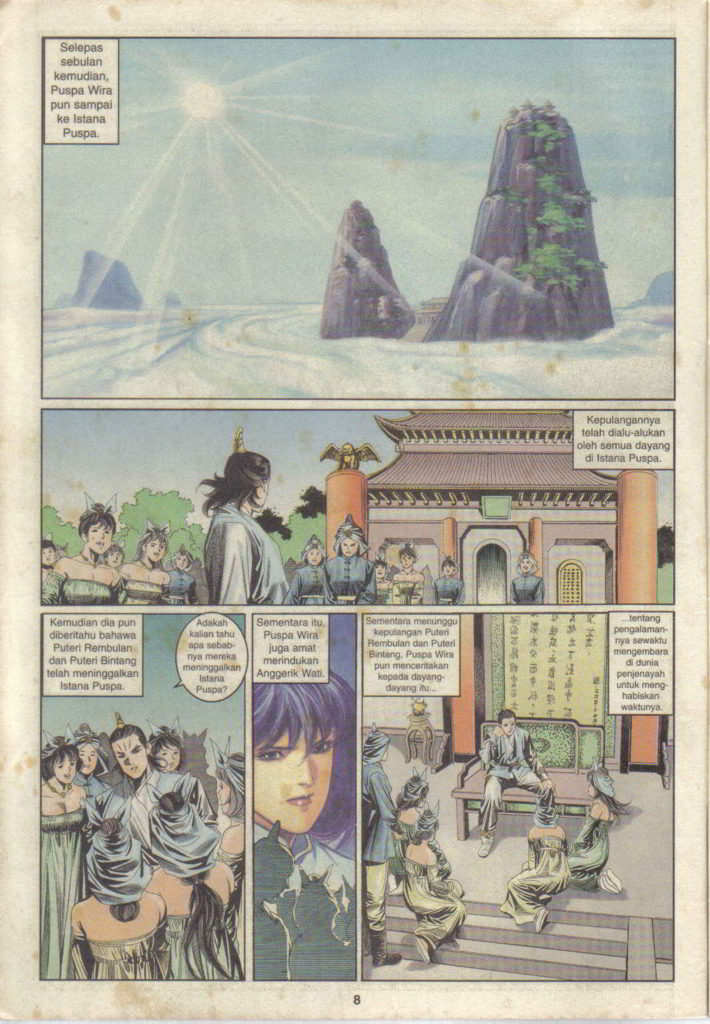 Selepas
sebulan
kemudian,
Puspa Wira
pun sampai
ke Istana
Puspa.
Kepulangannya
telah dialu-alukan
oleh semua dayang
di Istana Puspa.
Kemudian dia pun
diberitahu bahawa
Puteri Rembulan
dan Puteri Bintang
telah meninggalkan
Istana Puspa.
Adakah
kalian tahu
apa sebab-
nya mereka
meninggalkan
Istana
Puspa?
Sementara itu,
Puspa Wira
juga amat
merindukan
Anggerik Wati.
Sementara menunggu
kepulangan Puteri
Rembulan dan Puteri
Bintang, Puspa Wira
pun menceritakan
kepada dayang-
dayang itu...
...tentang
pengalaman-
nya sewaktu
mengembara
di dunia
penjenayah
untuk meng-
habiskan
waktunya.
8